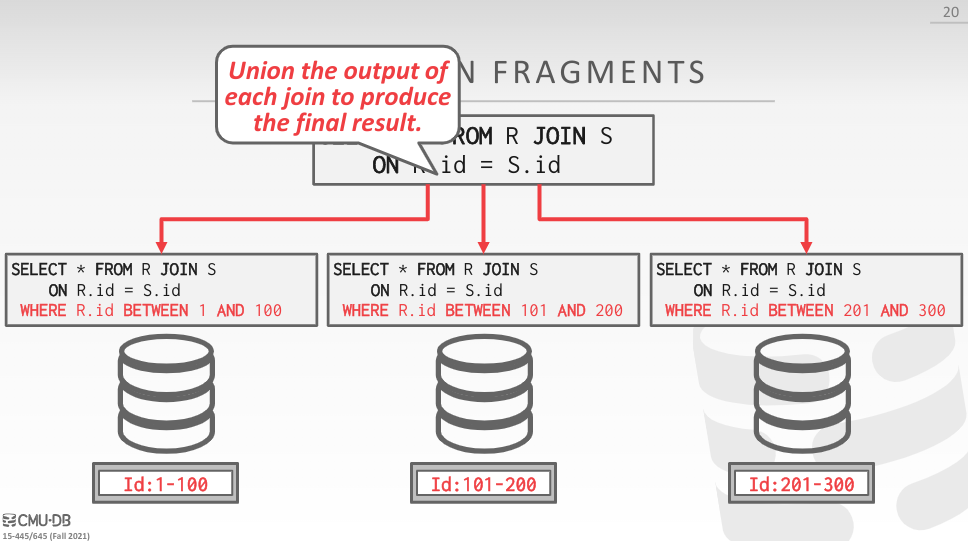 20
N FRAGMENTS
Union the output of
each join to produce
the final result.
FROM R JOIN S
ON R.id = S.id
SELECT * FROM R JOIN S
ON R.id = S.id
WHERE R.id BETWEEN 1 AND 100
SELECT * FROM R JOIN S
ON R.id = S.id
WHERE R.id BETWEEN 101 AND 200
SELECT * FROM R JOIN S
ON R.id = S.id
WHERE R.id BETWEEN 201 AND 300
Id:1-100
Id:101-200
Id:201-300
CMU·DB
15-445/645 (Fall 2021)